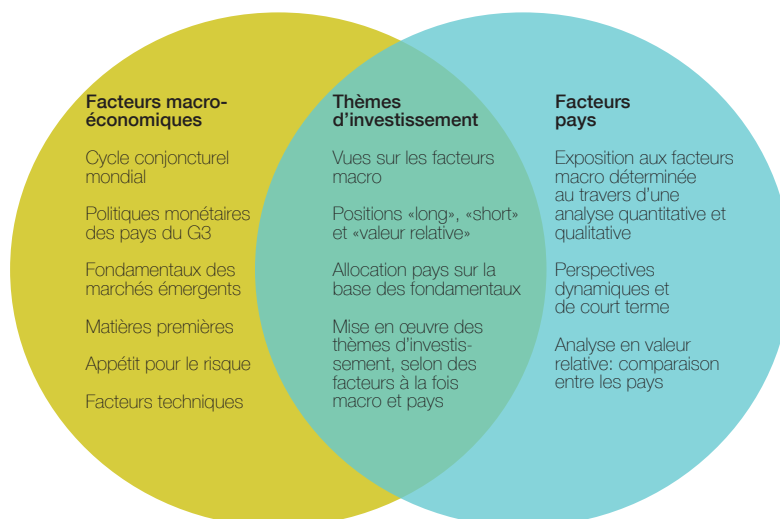 Facteurs macro-
économiques
Cycle conjoncturel
mondial
Politiques monétaires
des pays du G3
Fondamentaux des
marchés émergents
Matières premières
Appétit pour le risque
Facteurs techniques
Thèmes
d’investissement
Vues sur les facteurs
macro
Positions «long», «short»
et «valeur relative»
Allocation pays sur la
base des fondamentaux
Mise en œuvre des
thèmes d’investis-
sement, selon des
facteurs à la fois
macro et pays
Facteurs
pays
Exposition aux facteurs
macro déterminée
au travers d’une
analyse quantitative et
qualitative
Perspectives
dynamiques et
de court terme
Analyse en valeur
relative: comparaison
entre les pays